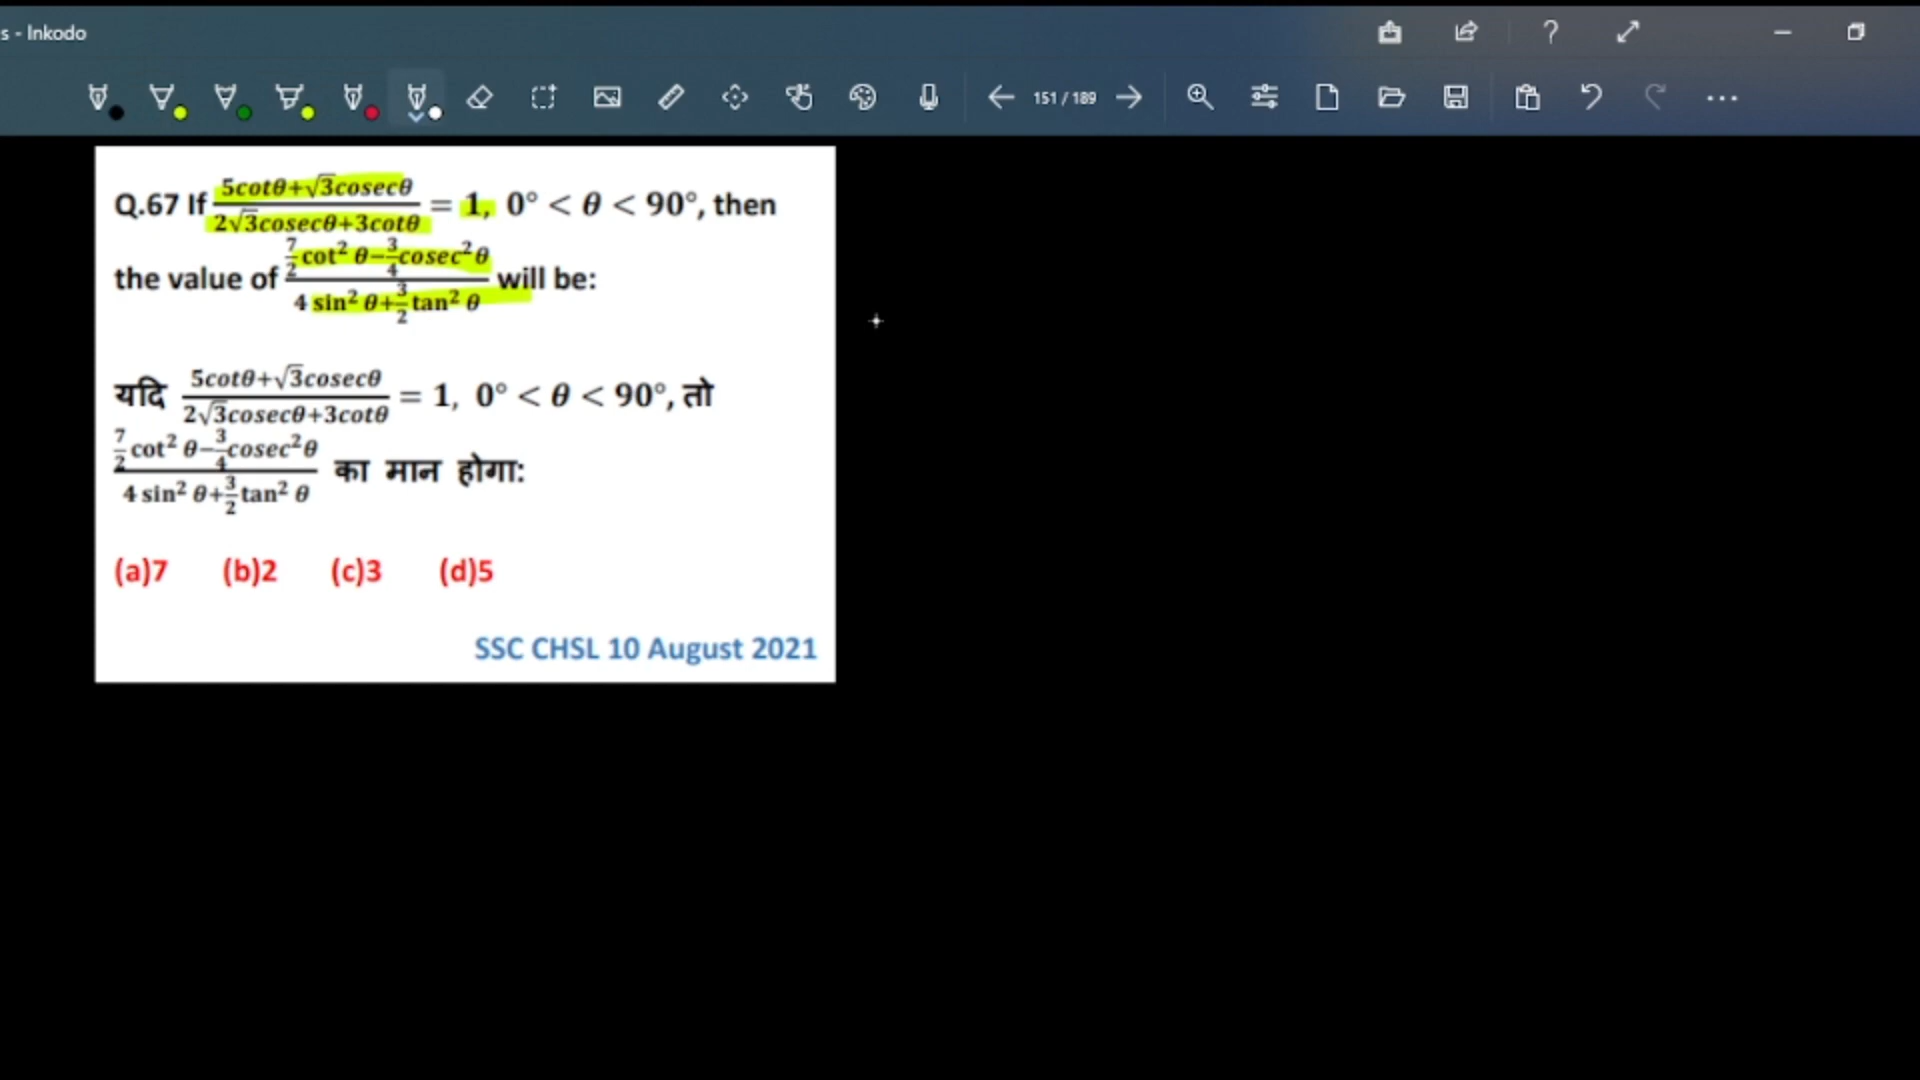 s - Inkodo
151 / 189
Q.67 If (5cotθ+√3cosecθ)/(2√3cosecθ+3cotθ) = 1, 0° < θ < 90°, then
the value of (7/2 cot² θ−3/4 cosec² θ)/(4 sin² θ+3/2 tan² θ) will be:
यदि (5cotθ+√3cosecθ)/(2√3cosecθ+3cotθ) = 1, 0° < θ < 90°, तो
(7/2 cot² θ−3/4 cosec² θ)/(4 sin² θ+3/2 tan² θ) का मान होगा:
(a)7 (b)2 (c)3 (d)5
SSC CHSL 10 August 2021